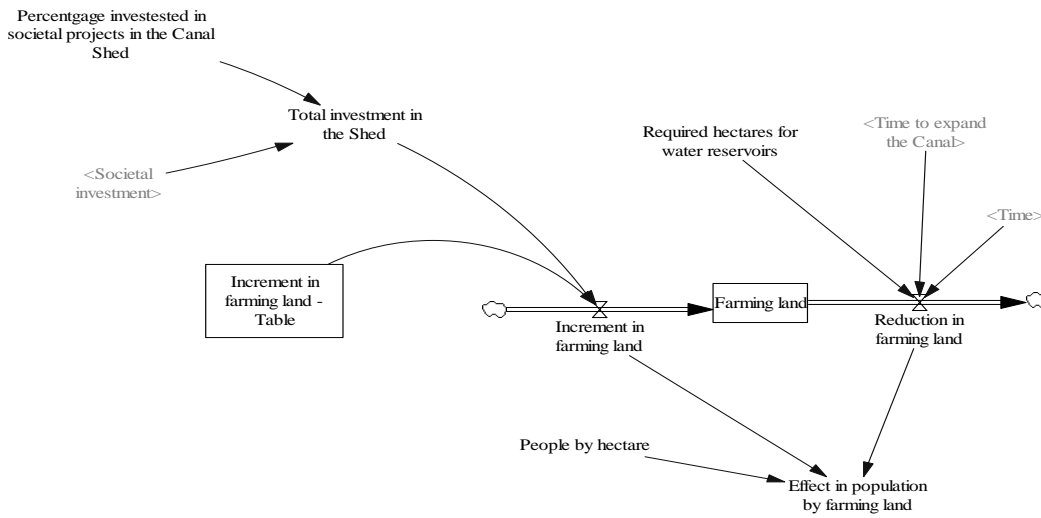 Percentgage investested in
societal projects in the Canal
Shed
Total investment in
the Shed
<Societal
investment>
Required hectares for
water reservoirs
<Time to expand
the Canal>
<Time>
Increment in
farming land -
Table
Increment in
farming land
Farming land
Reduction in
farming land
People by hectare
Effect in population
by farming land